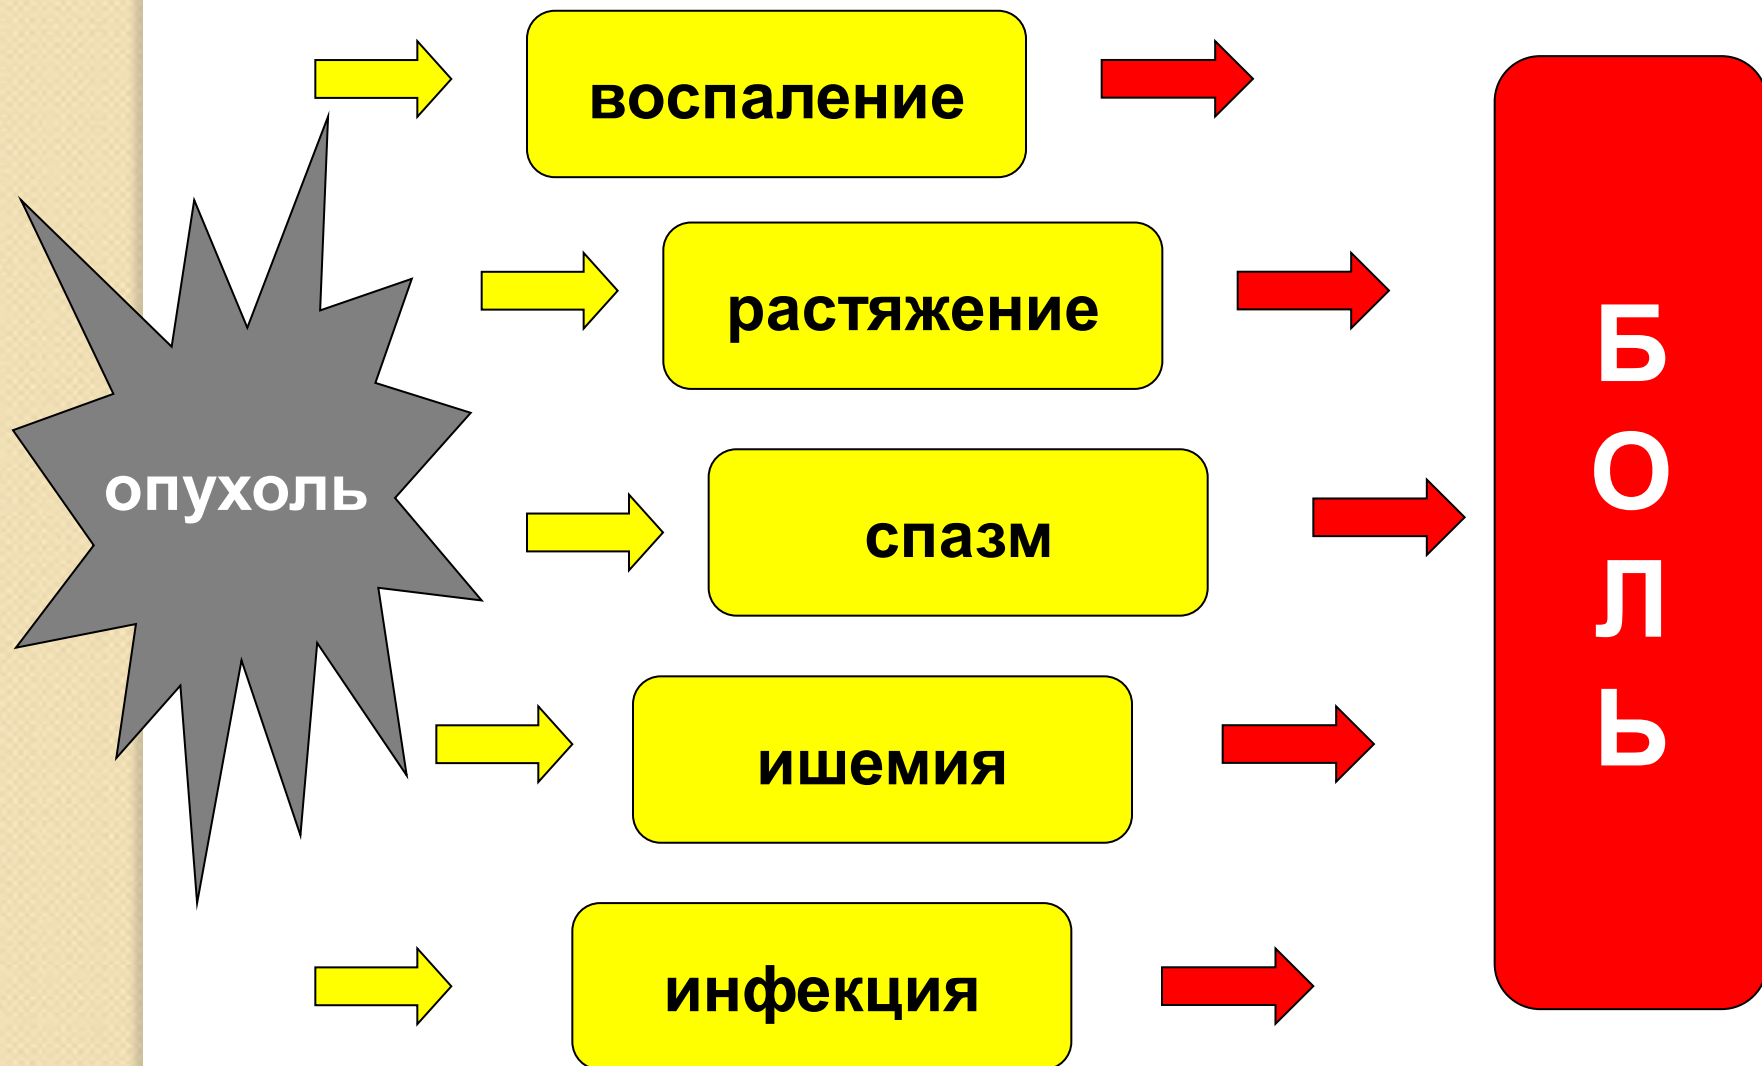 воспаление
растяжение
опухоль
спазм
ишемия
инфекция
Б
О
Л
Ь